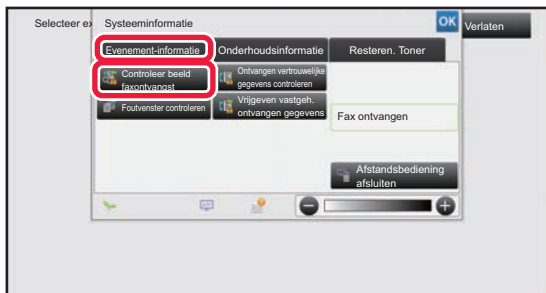 Selecteer ex
Systeeminformatie
OK
Verlaten
Evenement-informatie
Onderhoudsinformatie
Resteren. Toner
Controleer beeld
faxontvangst
Ontvangen vertrouwelijke
gegevens controleren
Foutvenster controleren
Vrijgeven vastgeh.
ontvangen gegevens
Fax ontvangen
Afstandsbediening
afsluiten